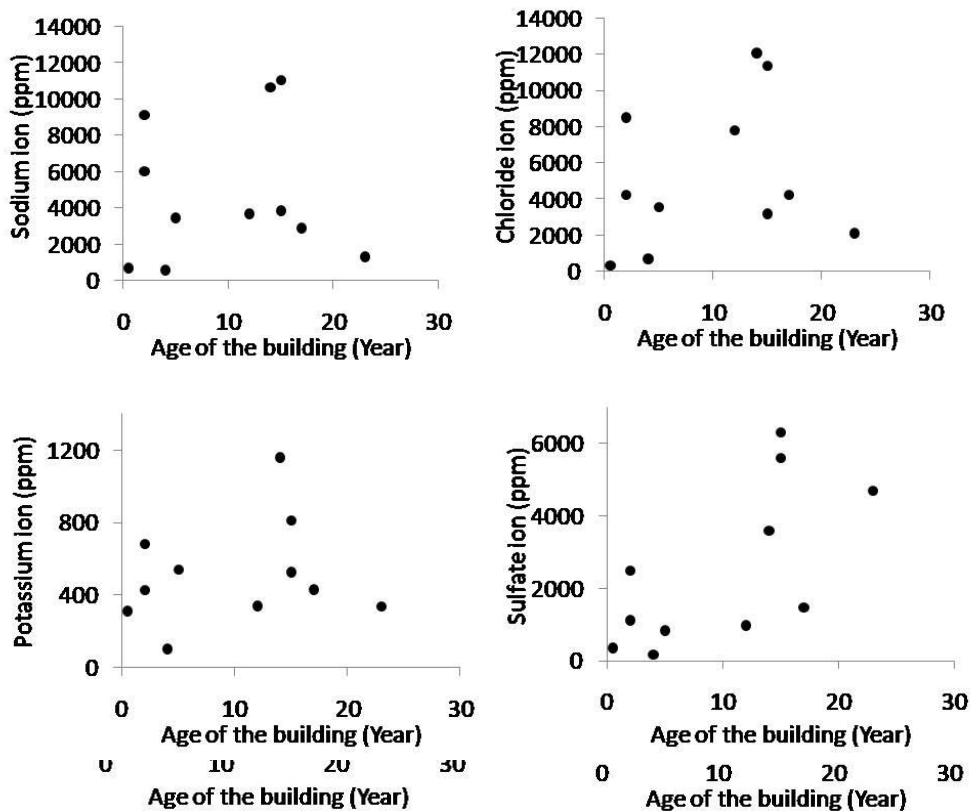 14000
12000
10000
8000
6000
4000
2000
0
Sodium ion (ppm)
0 10 20 30
Age of the building (Year)
14000
12000
10000
8000
6000
4000
2000
0
Chloride ion (ppm)
0 10 20 30
Age of the building (Year)
1200
800
400
0
Potassium ion (ppm)
0 10 20 30
Age of the building (Year)
0 10 20 30
Age of the building (Year)
6000
4000
2000
0
Sulfate ion (ppm)
0 10 20 30
Age of the building (Year)
0 10 20 30
Age of the building (Year)